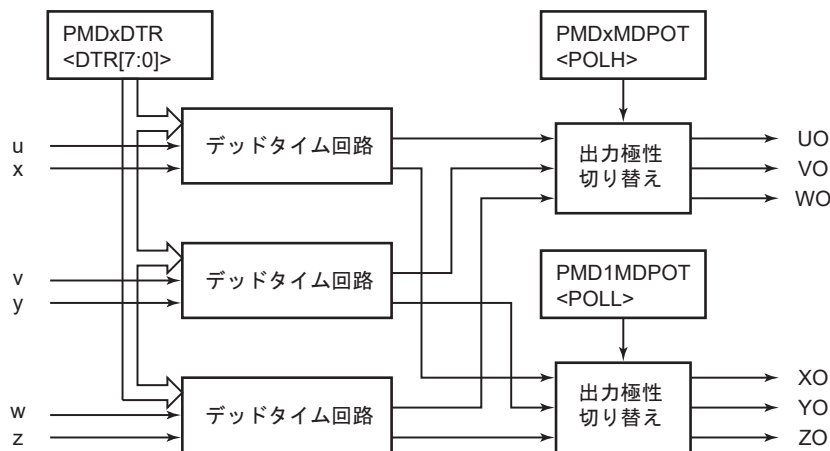 PMDxDTR
<DTR[7:0]>
PMDxMDPOT
<POLH>
u
x
デッドタイム回路
出力極性
切り替え
UO
VO
WO
v
y
デッドタイム回路
PMD1MDPOT
<POLL>
w
z
デッドタイム回路
出力極性
切り替え
XO
YO
ZO